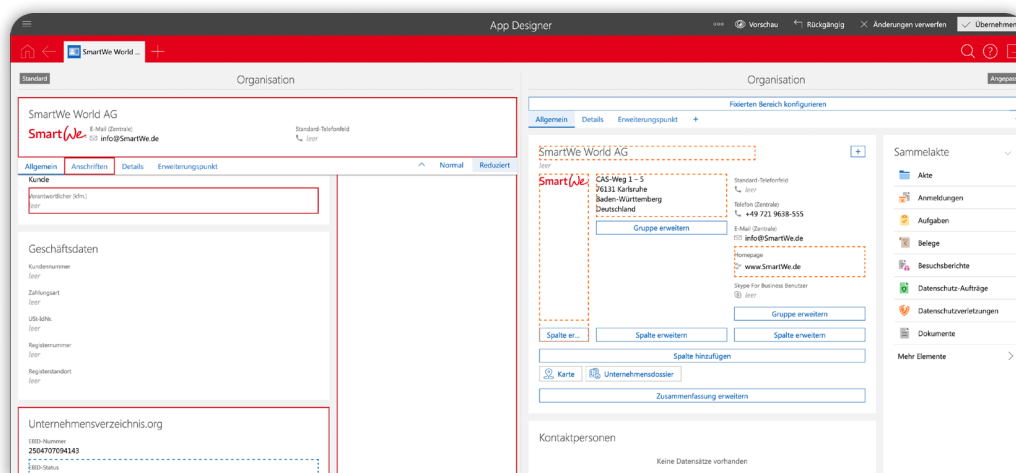 App Designer
Vorschau
Rückgängig
Änderungen verwerfen
Übernehmen
SmartWe World ...
Standard
Organisation
SmartWe World AG
SmartWe
E-Mail (Zentrale)
info@SmartWe.de
Standard-Telefonfeld
leer
Allgemein
Anschriften
Details
Erweiterungspunkt
Normal
Reduziert
Kunde
Verantwortlicher (kfm.)
leer
Geschäftsdaten
Kundennummer
leer
Zahlungsart
leer
USt-IdNr.
leer
Registernummer
leer
Registerstandort
leer
Unternehmensverzeichnis.org
EBID-Nummer
2504707094143
EBID-Status
Organisation
Angepass
Fixierten Bereich konfigurieren
Allgemein
Details
Erweiterungspunkt
+
SmartWe World AG
+
leer
SmartWe
CAS-Weg 1 – 5
76131 Karlsruhe
Baden-Württemberg
Deutschland
Gruppe erweitern
Standard-Telefonfeld
leer
Telefon (Zentrale)
+49 721 9638-555
E-Mail (Zentrale)
info@SmartWe.de
Homepage
www.SmartWe.de
Skype For Business Benutzer
leer
Gruppe erweitern
Spalte er...
Spalte erweitern
Spalte erweitern
Spalte hinzufügen
Karte
Unternehmensdossier
Zusammenfassung erweitern
Kontaktpersonen
Keine Datensätze vorhanden
Sammelakte
Akte
Anmeldungen
Aufgaben
Belege
Besuchsberichte
Datenschutz-Aufträge
Datenschutzverletzungen
Dokumente
Mehr Elemente